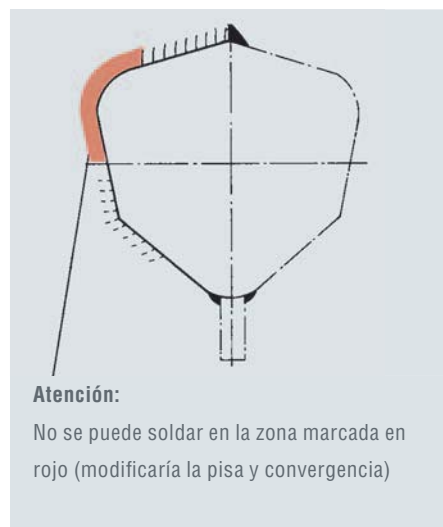 Atención:
No se puede soldar en la zona marcada en
rojo (modificaría la pisa y convergencia)